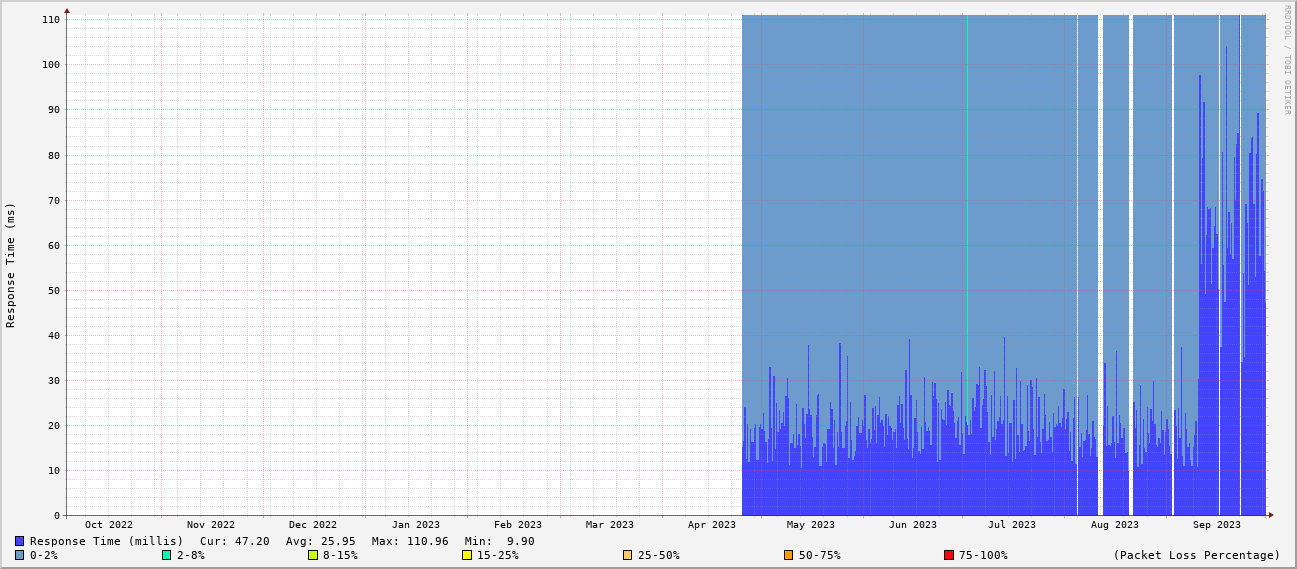 RRDTOOL / TOBI OETIKER
Response Time (ms)
110
100
90
80
70
60
50
40
30
20
10
0
Oct 2022 Nov 2022 Dec 2022 Jan 2023 Feb 2023 Mar 2023 Apr 2023 May 2023 Jun 2023 Jul 2023 Aug 2023 Sep 2023
Response Time (millis) Cur: 47.20 Avg: 25.95 Max: 110.96 Min: 9.90
0-2% 2-8% 8-15% 15-25% 25-50% 50-75% 75-100% (Packet Loss Percentage)